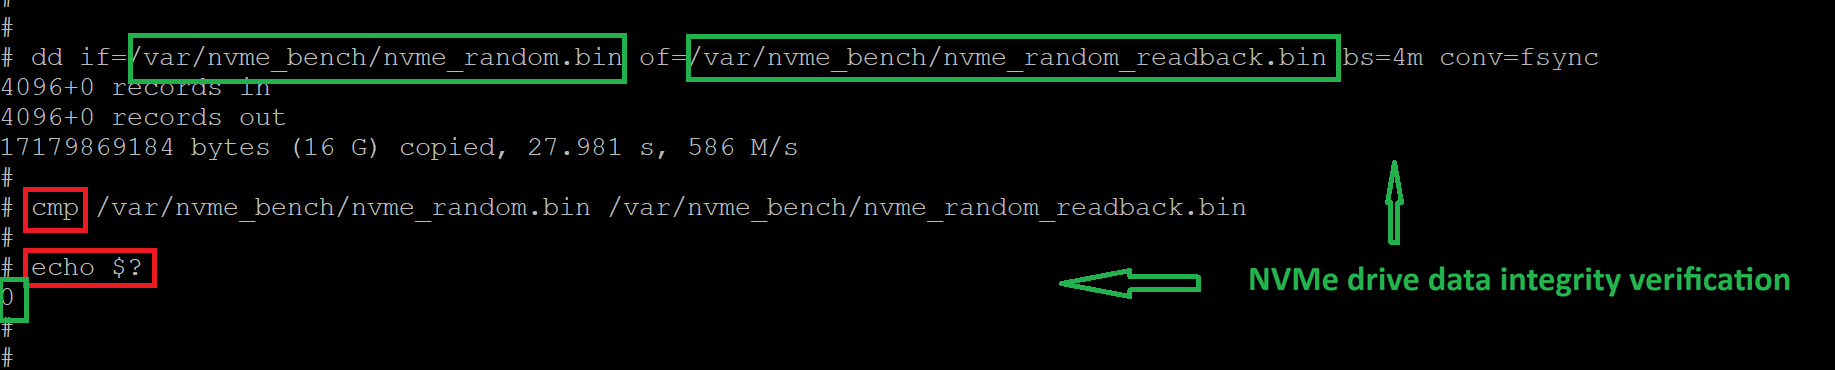 #
#
# dd if=/var/nvme_bench/nvme_random.bin of=/var/nvme_bench/nvme_random_readback.bin bs=4m conv=fsync
4096+0 records in
4096+0 records out
17179869184 bytes (16 G) copied, 27.981 s, 586 M/s
#
# cmp /var/nvme_bench/nvme_random.bin /var/nvme_bench/nvme_random_readback.bin
#
# echo $?
NVMe drive data integrity verification
0
#
#